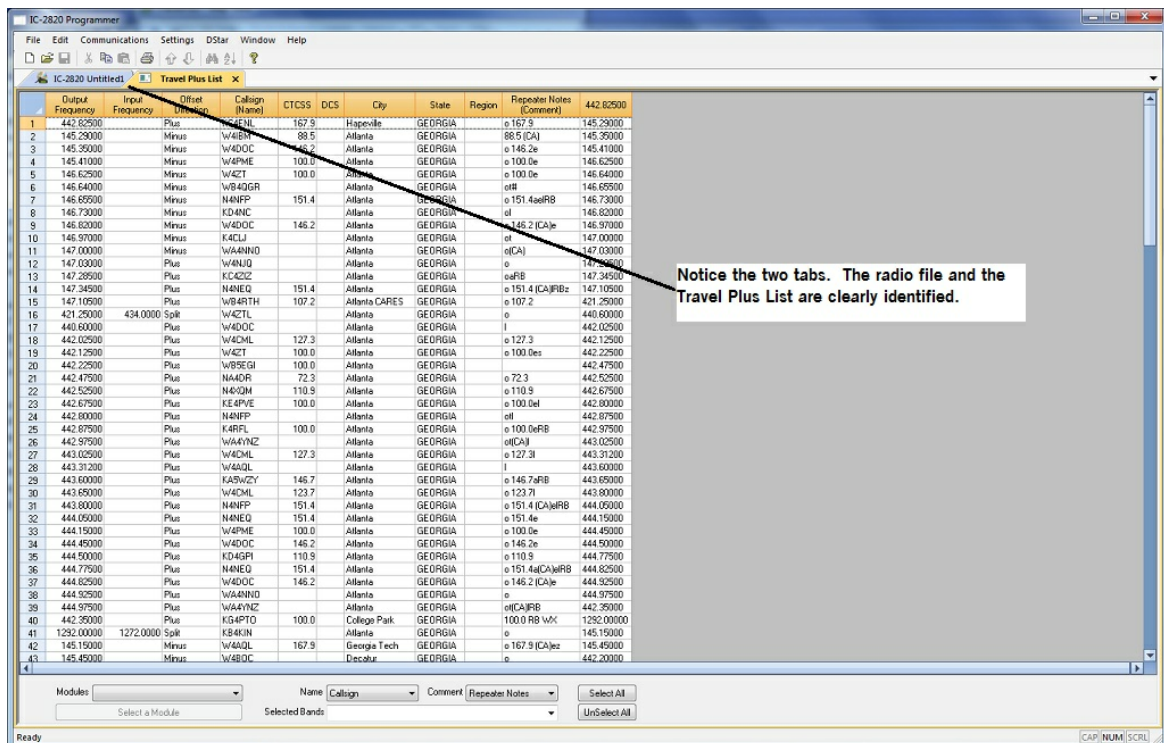 IC-2820 Programmer
File Edit Communications Settings DStar Window Help
IC-2820 Untitled1 Travel Plus List x
Output Frequency Input Frequency Offset Direction Callsign (Name) CTCSS DCS City State Region Repeater Notes (Comment) 442.82500
1 442.82500 Plus 167.9 Hapeville GEORGIA o 167.9 145.29000
2 145.29000 Minus W4IBM 88.5 Atlanta GEORGIA 88.5 (CA) 145.35000
3 145.35000 Minus W4DOC 146.2 Atlanta GEORGIA o 146.2e 145.41000
4 145.41000 Minus W4PME 100.0 Atlanta GEORGIA o 100.0e 146.62500
5 146.62500 Minus W4ZT 100.0 Atlanta GEORGIA o 100.0e 146.64000
6 146.64000 Minus WB4QGR Atlanta GEORGIA ot# 146.65500
7 146.65500 Minus N4NFP 151.4 Atlanta GEORGIA o 151.4aelRB 146.73000
8 146.73000 Minus KD4NC Atlanta GEORGIA ol 146.82000
9 146.82000 Minus W4DOC 146.2 Atlanta GEORGIA o 146.2 (CA)e 146.97000
10 146.97000 Minus K4CLJ Atlanta GEORGIA ot 147.00000
11 147.00000 Minus WA4NNO Atlanta GEORGIA o(CA) 147.03000
12 147.03000 Plus W4NJQ Atlanta GEORGIA o
13 147.28500 Plus KC4ZIZ Atlanta GEORGIA oaRB 147.34500
14 147.34500 Plus N4NEQ 151.4 Atlanta GEORGIA o 151.4 (CA)lRBz 147.10500
15 147.10500 Plus WB4RTH 107.2 Atlanta CARES GEORGIA o 107.2 421.25000
16 421.25000 434.0000 Split W4ZTL Atlanta GEORGIA o 440.60000
17 440.60000 Plus W4DOC Atlanta GEORGIA l 442.02500
18 442.02500 Plus W4CML 127.3 Atlanta GEORGIA o 127.3 442.12500
19 442.12500 Plus W4ZT 100.0 Atlanta GEORGIA o 100.0es 442.22500
20 442.22500 Plus WB5EGI 100.0 Atlanta GEORGIA 442.47500
21 442.47500 Plus NA4DR 72.3 Atlanta GEORGIA o 72.3 442.52500
22 442.52500 Plus N4XQM 110.9 Atlanta GEORGIA o 110.9 442.67500
23 442.67500 Plus KE4PVE 100.0 Atlanta GEORGIA o 100.0el 442.80000
24 442.80000 Plus N4NFP Atlanta GEORGIA otl 442.87500
25 442.87500 Plus K4RFL 100.0 Atlanta GEORGIA o 100.0eRB 442.97500
26 442.97500 Plus WA4YNZ Atlanta GEORGIA ot(CA)l 443.02500
27 443.02500 Plus W4CML 127.3 Atlanta GEORGIA o 127.3l 443.31200
28 443.31200 Plus W4AQL Atlanta GEORGIA l 443.60000
29 443.60000 Plus KA5WZY 146.7 Atlanta GEORGIA o 146.7aRB 443.65000
30 443.65000 Plus W4CML 123.7 Atlanta GEORGIA o 123.7l 443.80000
31 443.80000 Plus N4NFP 151.4 Atlanta GEORGIA o 151.4 (CA)elRB 444.05000
32 444.05000 Plus N4NEQ 151.4 Atlanta GEORGIA o 151.4e 444.15000
33 444.15000 Plus W4PME 100.0 Atlanta GEORGIA o 100.0e 444.45000
34 444.45000 Plus W4DOC 146.2 Atlanta GEORGIA o 146.2e 444.50000
35 444.50000 Plus KD4GPI 110.9 Atlanta GEORGIA o 110.9 444.77500
36 444.77500 Plus N4NEQ 151.4 Atlanta GEORGIA o 151.4a(CA)elRB 444.82500
37 444.82500 Plus W4DOC 146.2 Atlanta GEORGIA o 146.2 (CA)e 444.92500
38 444.92500 Plus WA4NNO Atlanta GEORGIA o 444.97500
39 444.97500 Plus WA4YNZ Atlanta GEORGIA ot(CA)lRB 442.35000
40 442.35000 Plus KG4PTO 100.0 College Park GEORGIA 100.0 RB WX 1292.00000
41 1292.00000 1272.0000 Split KB4KIN Atlanta GEORGIA o 145.15000
42 145.15000 Minus W4AQL 167.9 Georgia Tech GEORGIA o 167.9 (CA)ez 145.45000
43 145.45000 Minus W4BOC Decatur GEORGIA o 442.20000
Notice the two tabs. The radio file and the
Travel Plus List are clearly identified.
Modules Name Callsign Comment Repeater Notes Select All
Select a Module Selected Bands UnSelect All
Ready CAP NUM SCRL